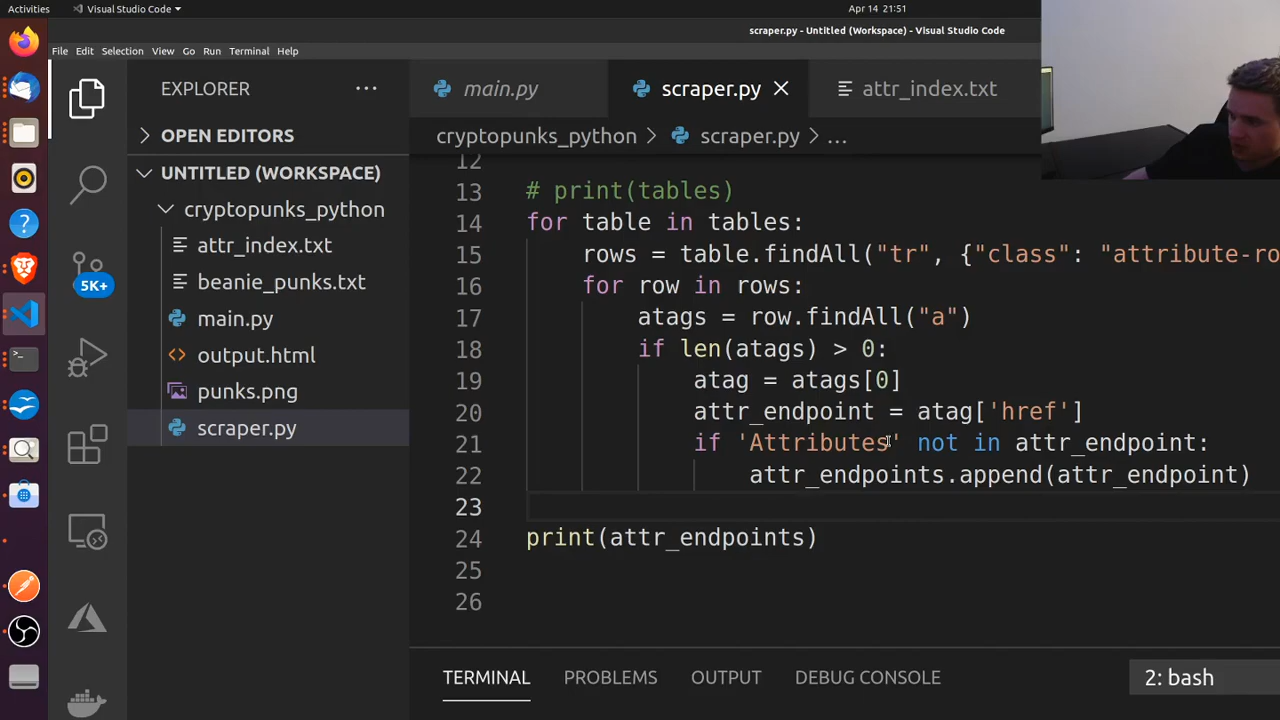 Activities
Visual Studio Code
Apr 14 21:51
scraper.py - Untitled (Workspace) - Visual Studio Code
File Edit Selection View Go Run Terminal Help
EXPLORER
main.py
scraper.py
attr_index.txt
OPEN EDITORS
cryptopunks_python > scraper.py > ...
UNTITLED (WORKSPACE)
cryptopunks_python
attr_index.txt
beanie_punks.txt
main.py
output.html
punks.png
scraper.py
5K+
12
13 # print(tables)
14 for table in tables:
15 rows = table.findAll("tr", {"class": "attribute-ro
16 for row in rows:
17 atags = row.findAll("a")
18 if len(atags) > 0:
19 atag = atags[0]
20 attr_endpoint = atag['href']
21 if 'Attributes' not in attr_endpoint:
22 attr_endpoints.append(attr_endpoint)
23
24 print(attr_endpoints)
25
26
TERMINAL PROBLEMS OUTPUT DEBUG CONSOLE
2: bash